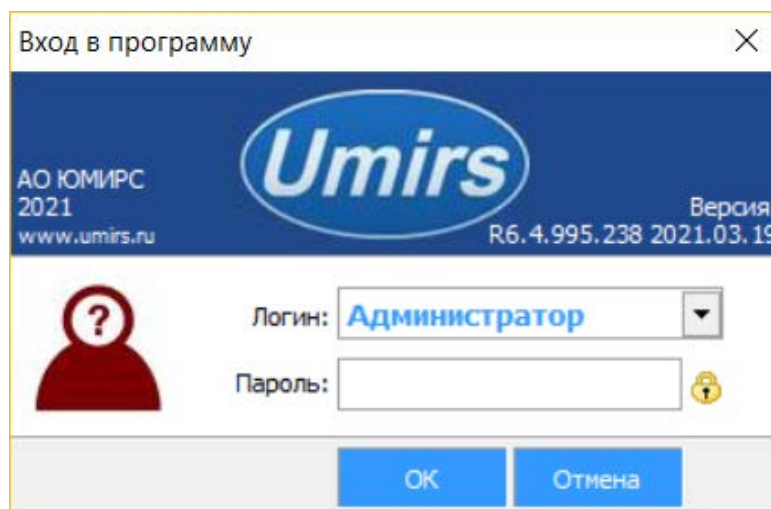 Вход в программу
Umirs
АО ЮМИРС
2021
www.umirs.ru
Версия
R6.4.995.238 2021.03.19
?
Логин: Администратор
Пароль:
ОК Отмена